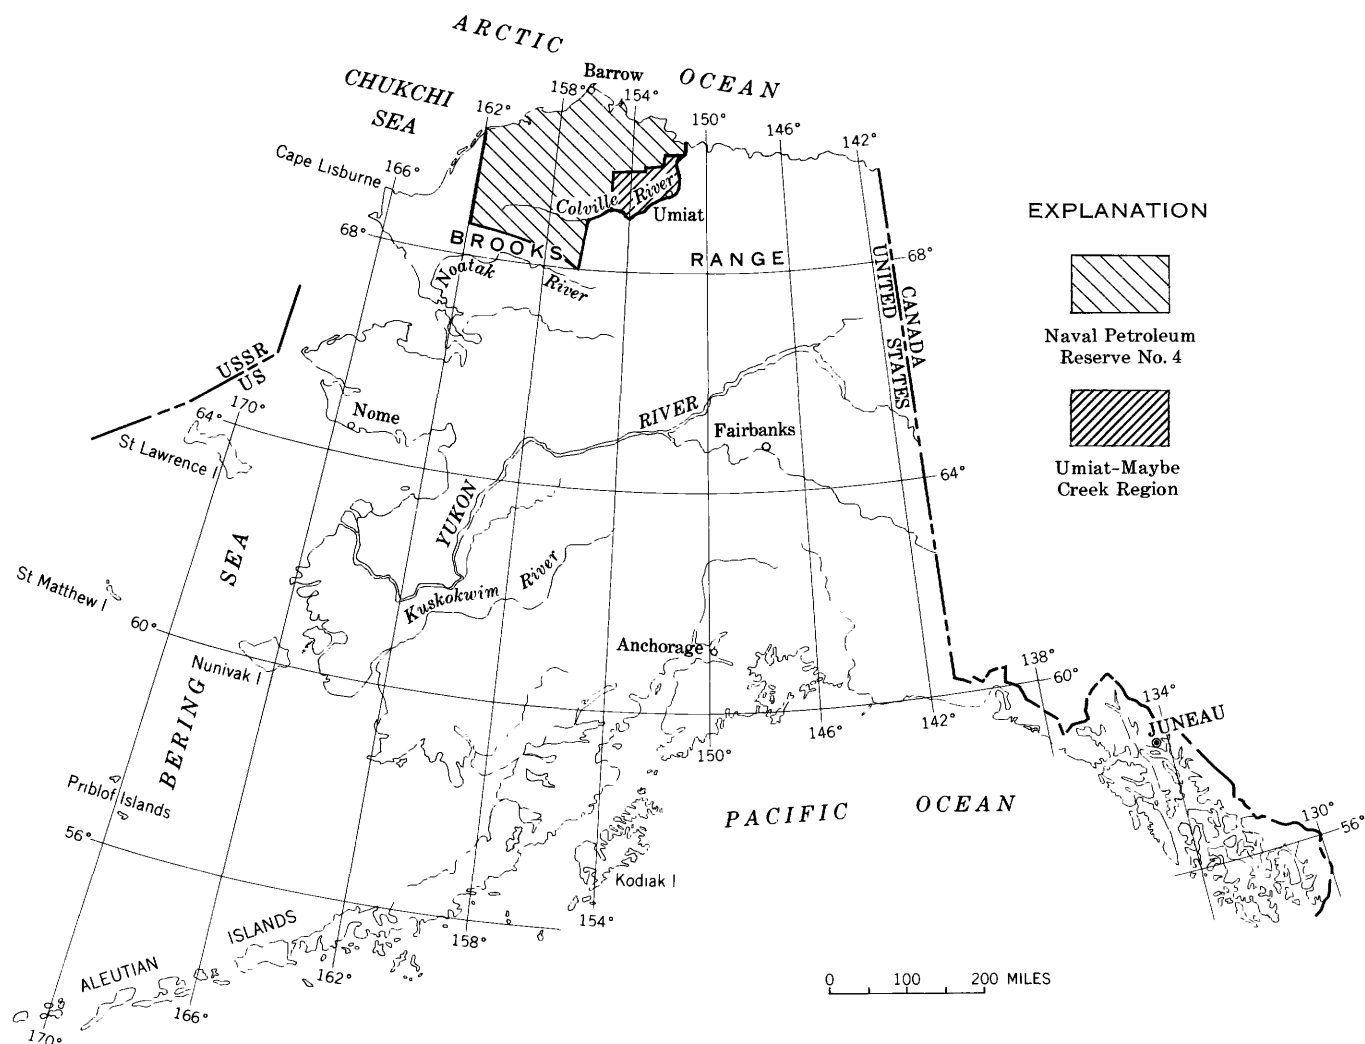 ARCTIC OCEAN
CHUKCHI
SEA
Barrow
162°
158°
154°
150°
146°
142°
Cape Lisburne
166°
Colville River
Umiat
68°
BROOKS RANGE
68°
Noatak River
UNITED STATES
CANADA
USSR
US
170°
64°
Nome
St Lawrence I
YUKON RIVER
Fairbanks
64°
BERING SEA
St Matthew I
Kuskokwim River
60°
Nunivak I
Anchorage
138°
60°
134°
JUNEAU
142°
146°
150°
Priblof Islands
PACIFIC OCEAN
130°
56°
56°
Kodiak I
154°
158°
ALEUTIAN ISLANDS
162°
166°
170°
EXPLANATION
Naval Petroleum
Reserve No. 4
Umiat-Maybe
Creek Region
0 100 200 MILES